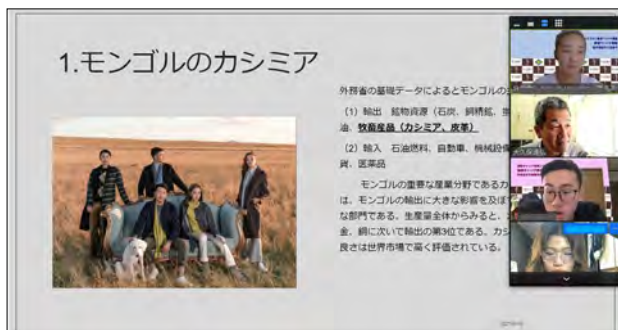 1.モンゴルのカシミア
外務省の基礎データによるとモンゴルの
(1)輸出 鉱物資源(石炭、銅精鉱、
油、牧畜産品(カシミア、皮革)
(2)輸入 石油燃料、自動車、機械設備
貨、医薬品
モンゴルの重要な産業分野であるカ
は、モンゴルの輸出に大きな影響を及ぼ
な部門である。生産量全体からみると、
金、銅に次いで輸出の第3位である。カシ
良さは世界市場で高く評価されている。